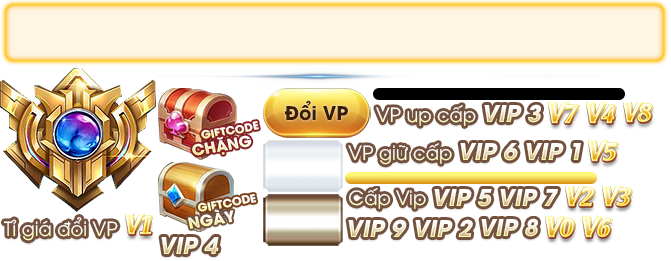 GIFTCODE
CHẶNG
Đổi VP
VP up cấp VIP 3 V7 V4 V8
VP giữ cấp VIP 6 VIP 1 V5
GIFTCODE
NGÀY
Cấp Vip VIP 5 VIP 7 V2 V3
Tỉ giá đổi VP V1
VIP 4
VIP 9 VIP 2 VIP 8 V0 V6